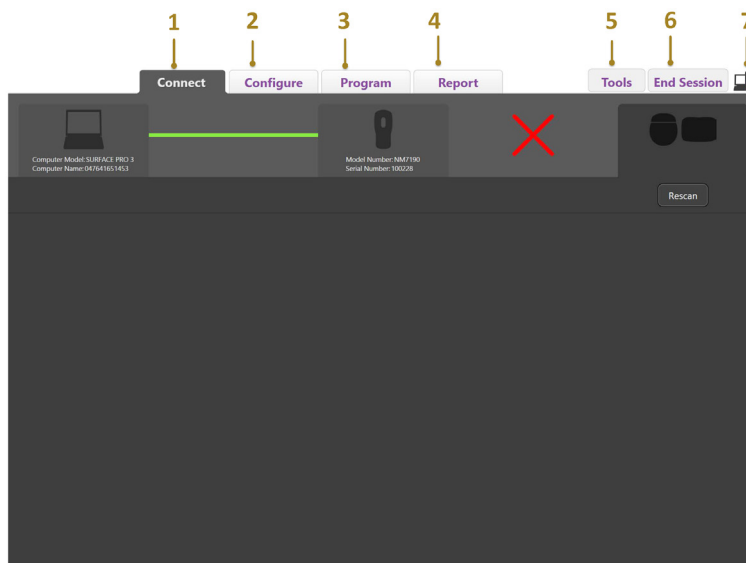 1 2 3 4 5 6 7
Connect Configure Program Report Tools End Session
Computer Model: SURFACE PRO 3
Computer Name: 047641651453
Model Number: NM7190
Serial Number: 100228
Rescan